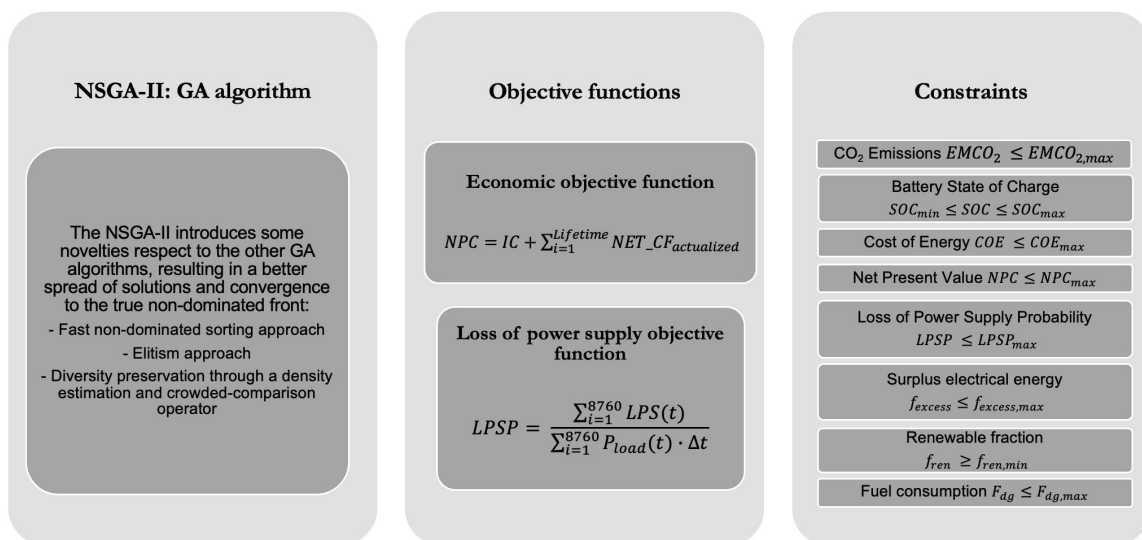 NSGA-II: GA algorithm
The NSGA-II introduces some
novelties respect to the other GA
algorithms, resulting in a better
spread of solutions and convergence
to the true non-dominated front:
- Fast non-dominated sorting approach
- Elitism approach
- Diversity preservation through a density
estimation and crowded-comparison
operator
Objective functions
Economic objective function
NPC = IC + ∑_{i=1}^{Lifetime} NET_CF_{actualized}
Loss of power supply objective
function
LPSP = \frac{∑_{i=1}^{8760} LPS(t)}{∑_{i=1}^{8760} P_{load}(t) · Δt}
Constraints
CO₂ Emissions EMCO₂ ≤ EMCO_{2,max}
Battery State of Charge
SOC_{min} ≤ SOC ≤ SOC_{max}
Cost of Energy COE ≤ COE_{max}
Net Present Value NPC ≤ NPC_{max}
Loss of Power Supply Probability
LPSP ≤ LPSP_{max}
Surplus electrical energy
f_{excess} ≤ f_{excess,max}
Renewable fraction
f_{ren} ≥ f_{ren,min}
Fuel consumption F_{dg} ≤ F_{dg,max}